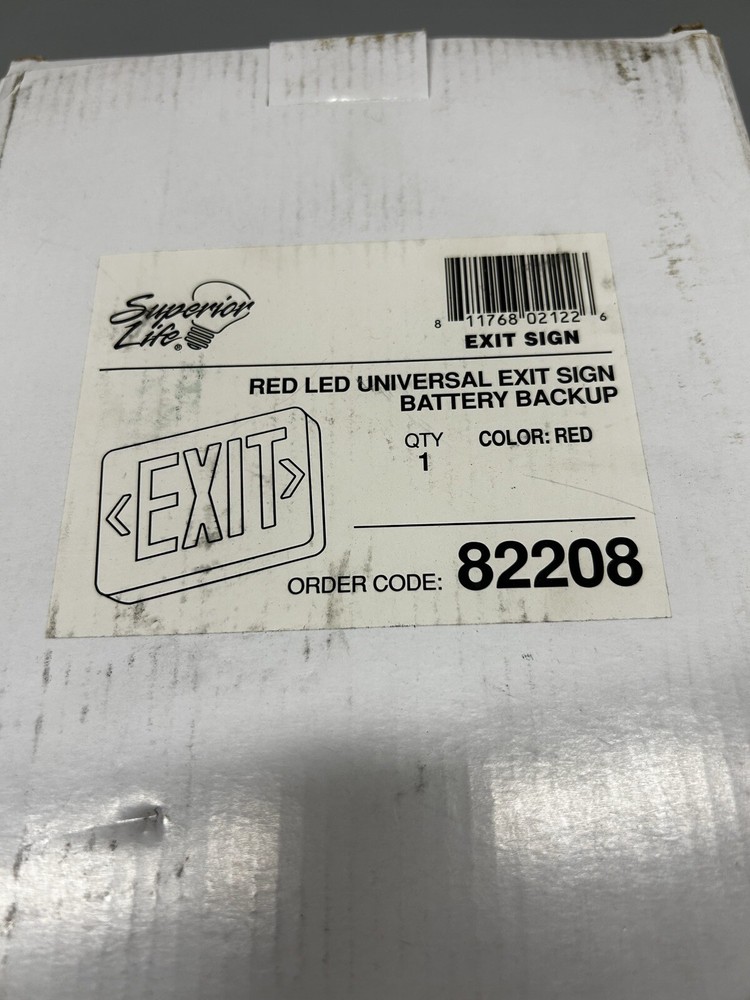 Superior
Life®
8 11768 02122 6
EXIT SIGN
RED LED UNIVERSAL EXIT SIGN
BATTERY BACKUP
QTY
1
COLOR: RED
<EXIT>
ORDER CODE: 82208